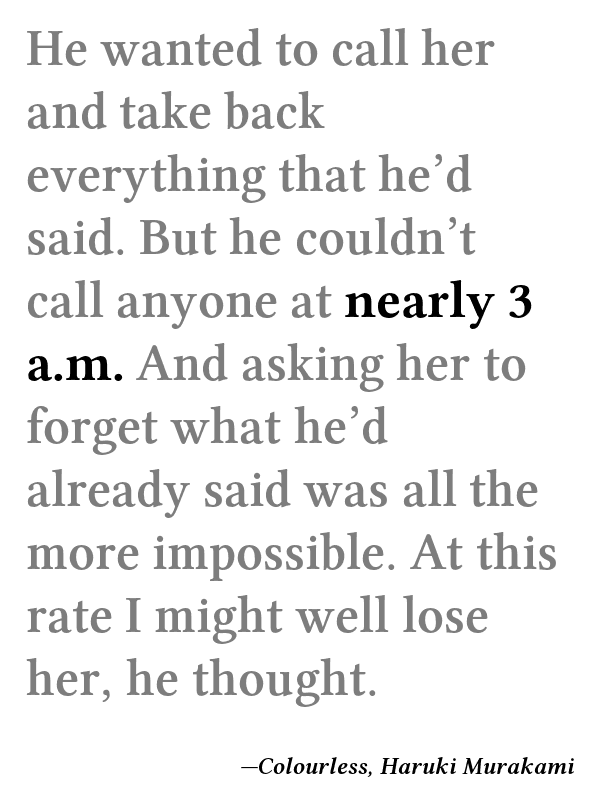 He wanted to call her
and take back
everything that he’d
said. But he couldn’t
call anyone at nearly 3
a.m. And asking her to
forget what he’d
already said was all the
more impossible. At this
rate I might well lose
her, he thought.
—Colourless, Haruki Murakami